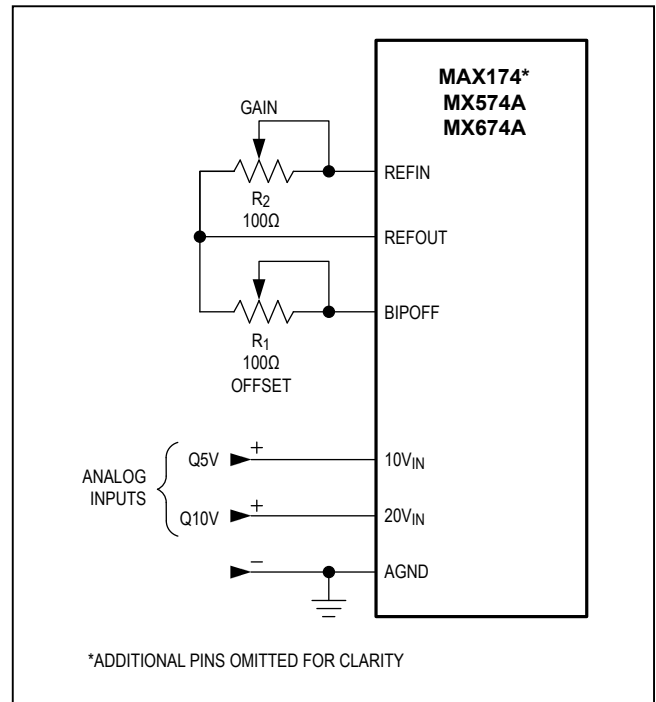 MAX174*
MX574A
MX674A
GAIN
REFIN
R2
100Ω
REFOUT
BIPOFF
R1
100Ω
OFFSET
ANALOG
INPUTS
Q5V
+
10VIN
Q10V
+
20VIN
−
AGND
*ADDITIONAL PINS OMITTED FOR CLARITY